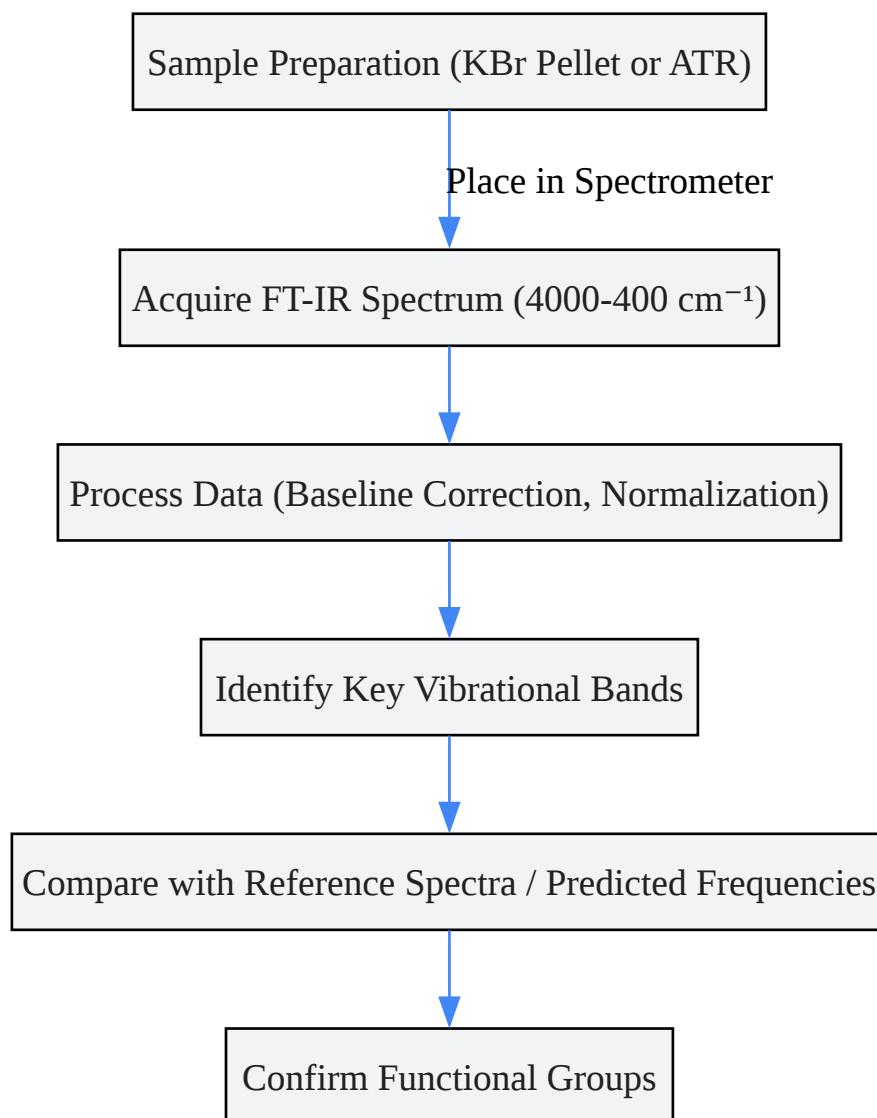 Sample Preparation (KBr Pellet or ATR)
Place in Spectrometer
Acquire FT-IR Spectrum (4000-400 cm⁻¹)
Process Data (Baseline Correction, Normalization)
Identify Key Vibrational Bands
Compare with Reference Spectra / Predicted Frequencies
Confirm Functional Groups